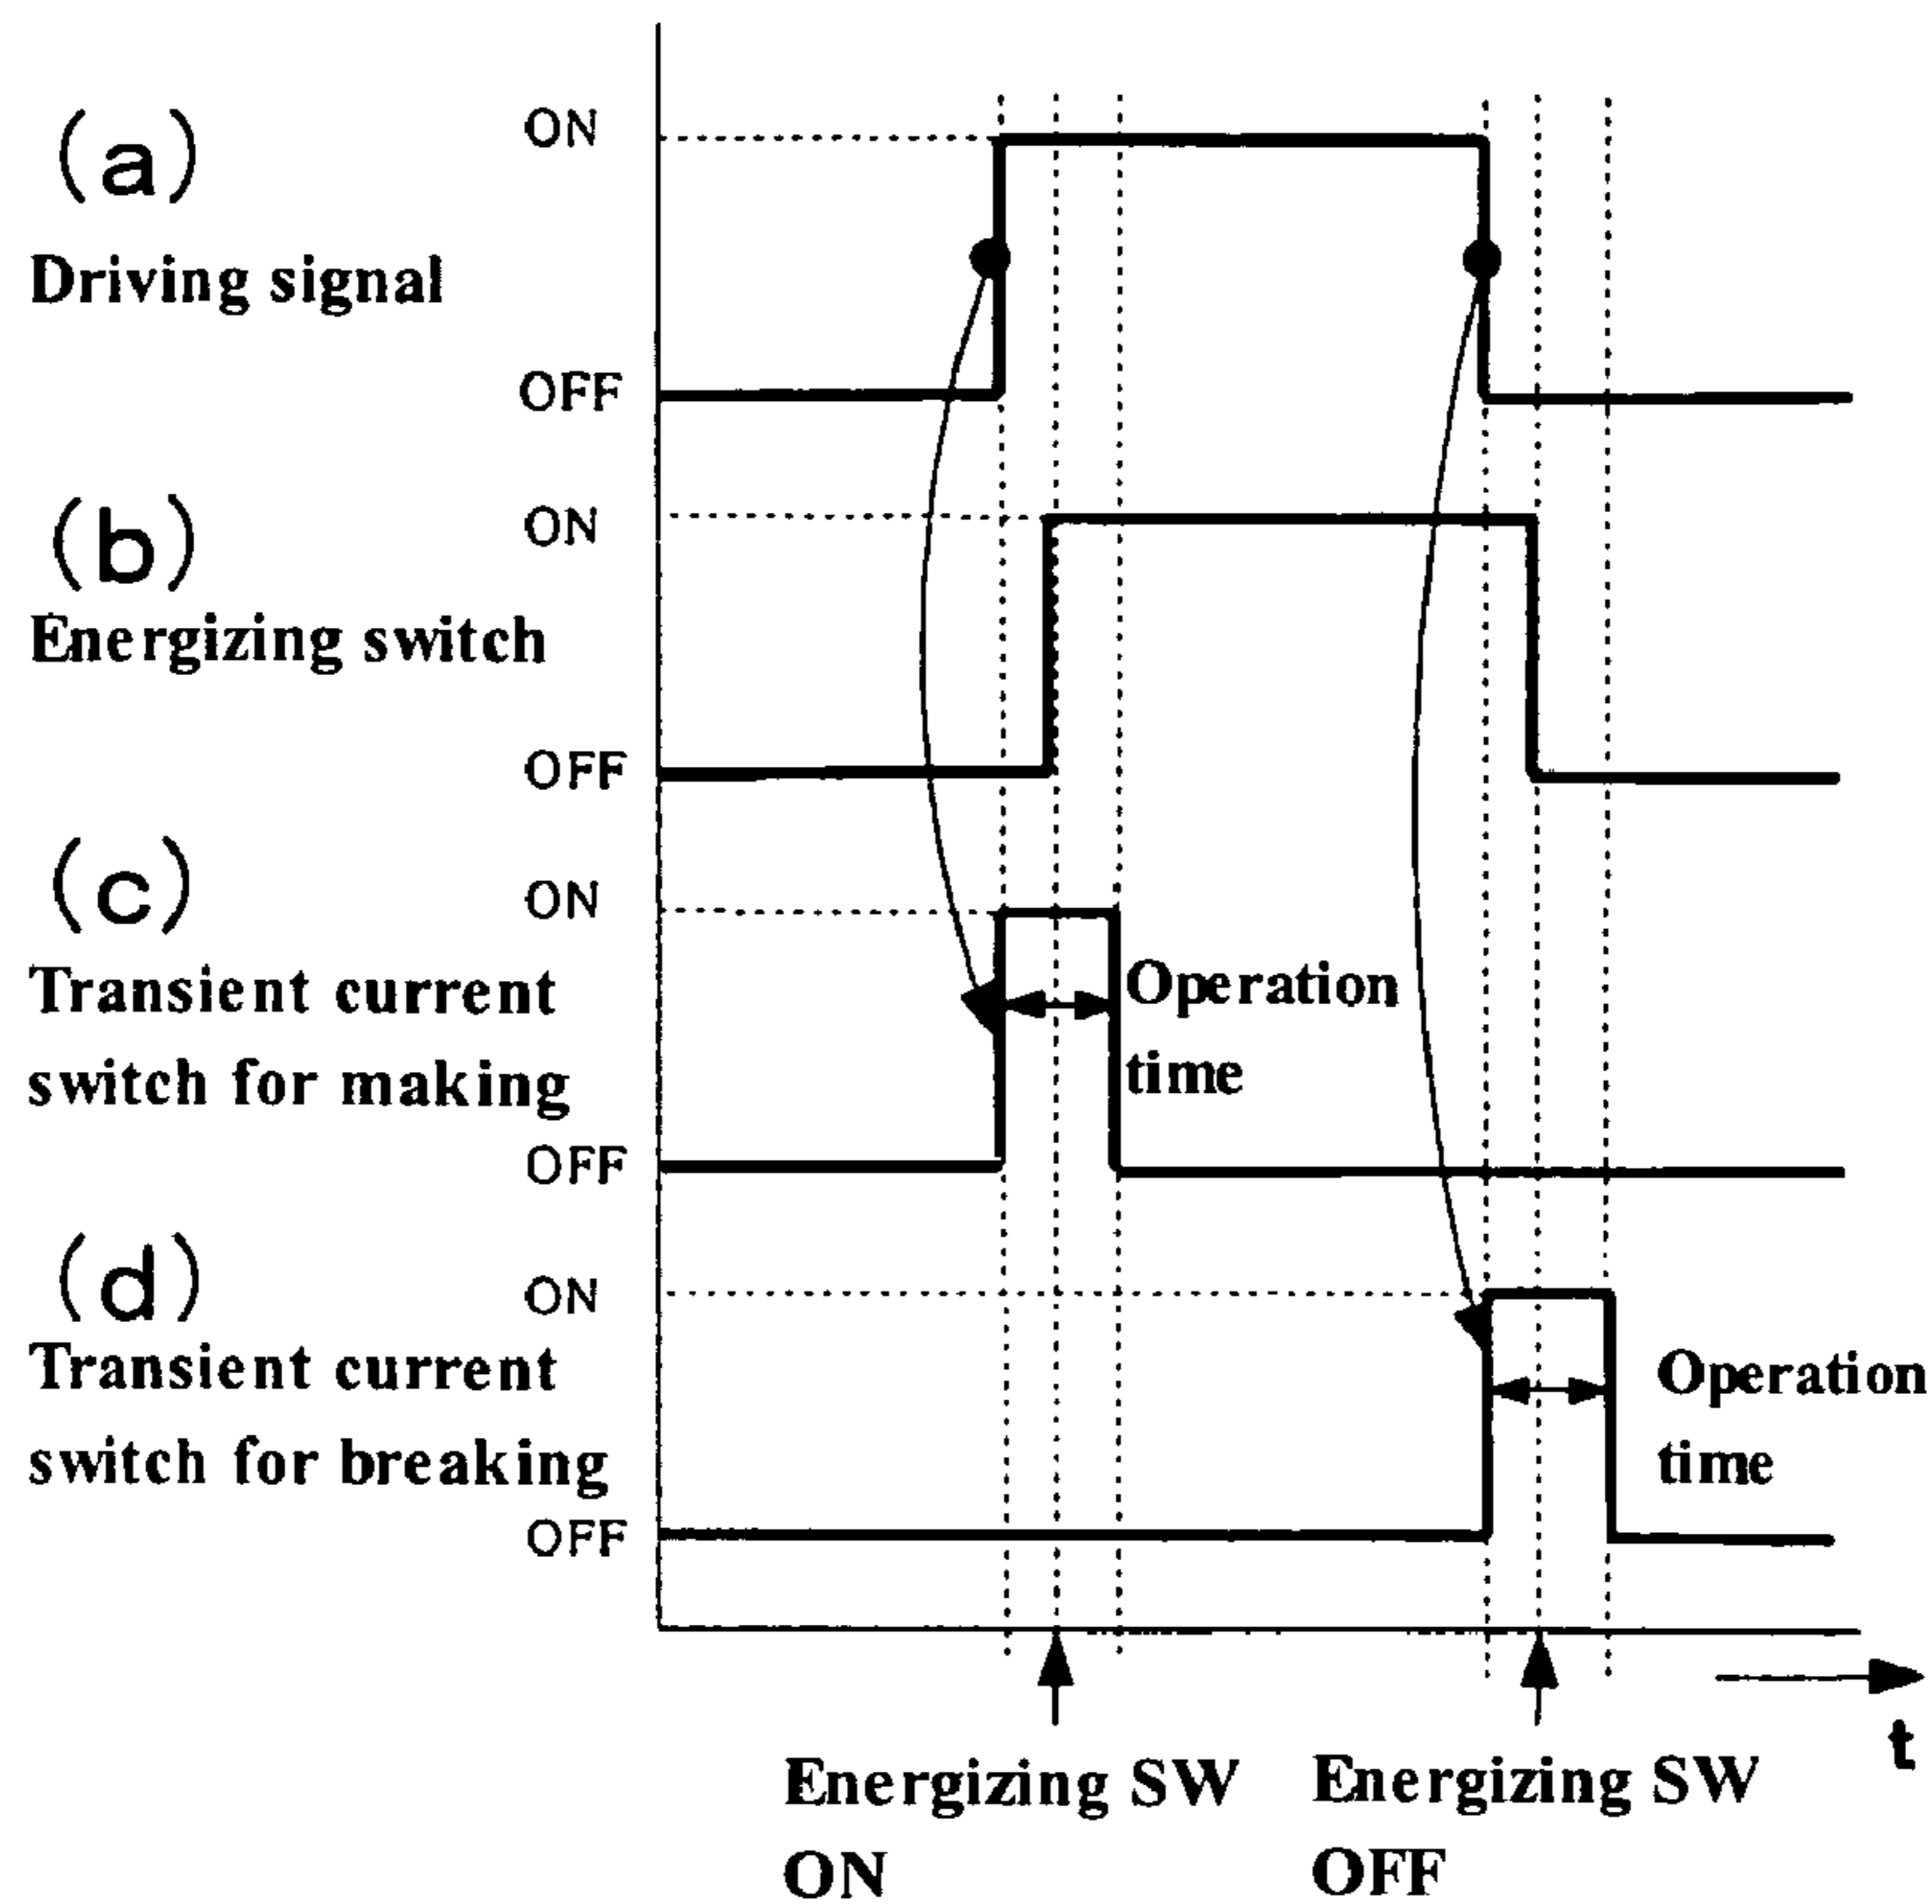 (a)
ON
Driving signal
OFF
(b)
ON
Energizing switch
OFF
(c)
ON
Transient current
switch for making
Operation
time
OFF
(d)
ON
Transient current
switch for breaking
Operation
time
OFF
t
Energizing SW
ON
Energizing SW
OFF